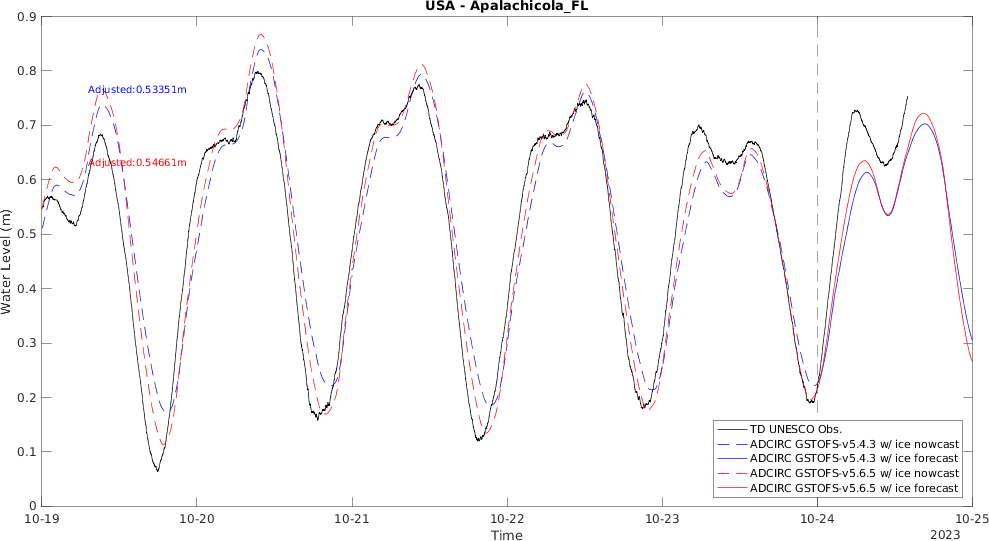 USA - Apalachicola_FL
0.9
0.8
Adjusted:0.53351m
0.7
Adjusted:0.54661m
0.6
0.5
Water Level (m)
0.4
0.3
0.2
0.1
0
TD UNESCO Obs.
ADCIRC GSTOFS-v5.4.3 w/ ice nowcast
ADCIRC GSTOFS-v5.4.3 w/ ice forecast
ADCIRC GSTOFS-v5.6.5 w/ ice nowcast
ADCIRC GSTOFS-v5.6.5 w/ ice forecast
10-19 10-20 10-21 10-22 10-23 10-24 10-25
Time
2023